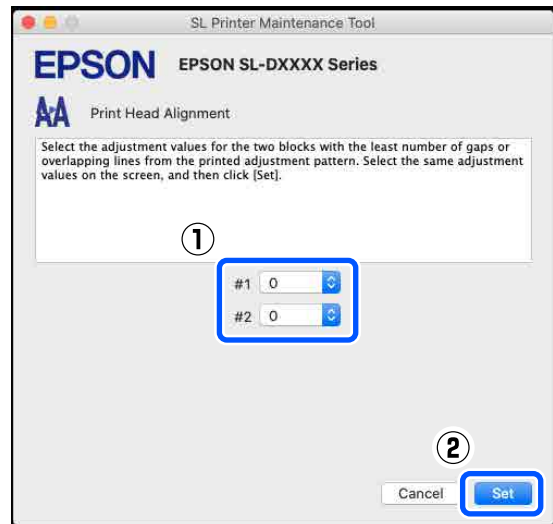 SL Printer Maintenance Tool
EPSON EPSON SL-DXXXX Series
Print Head Alignment
Select the adjustment values for the two blocks with the least number of gaps or
overlapping lines from the printed adjustment pattern. Select the same adjustment
values on the screen, and then click [Set].
①
#1 0
#2 0
②
Cancel Set